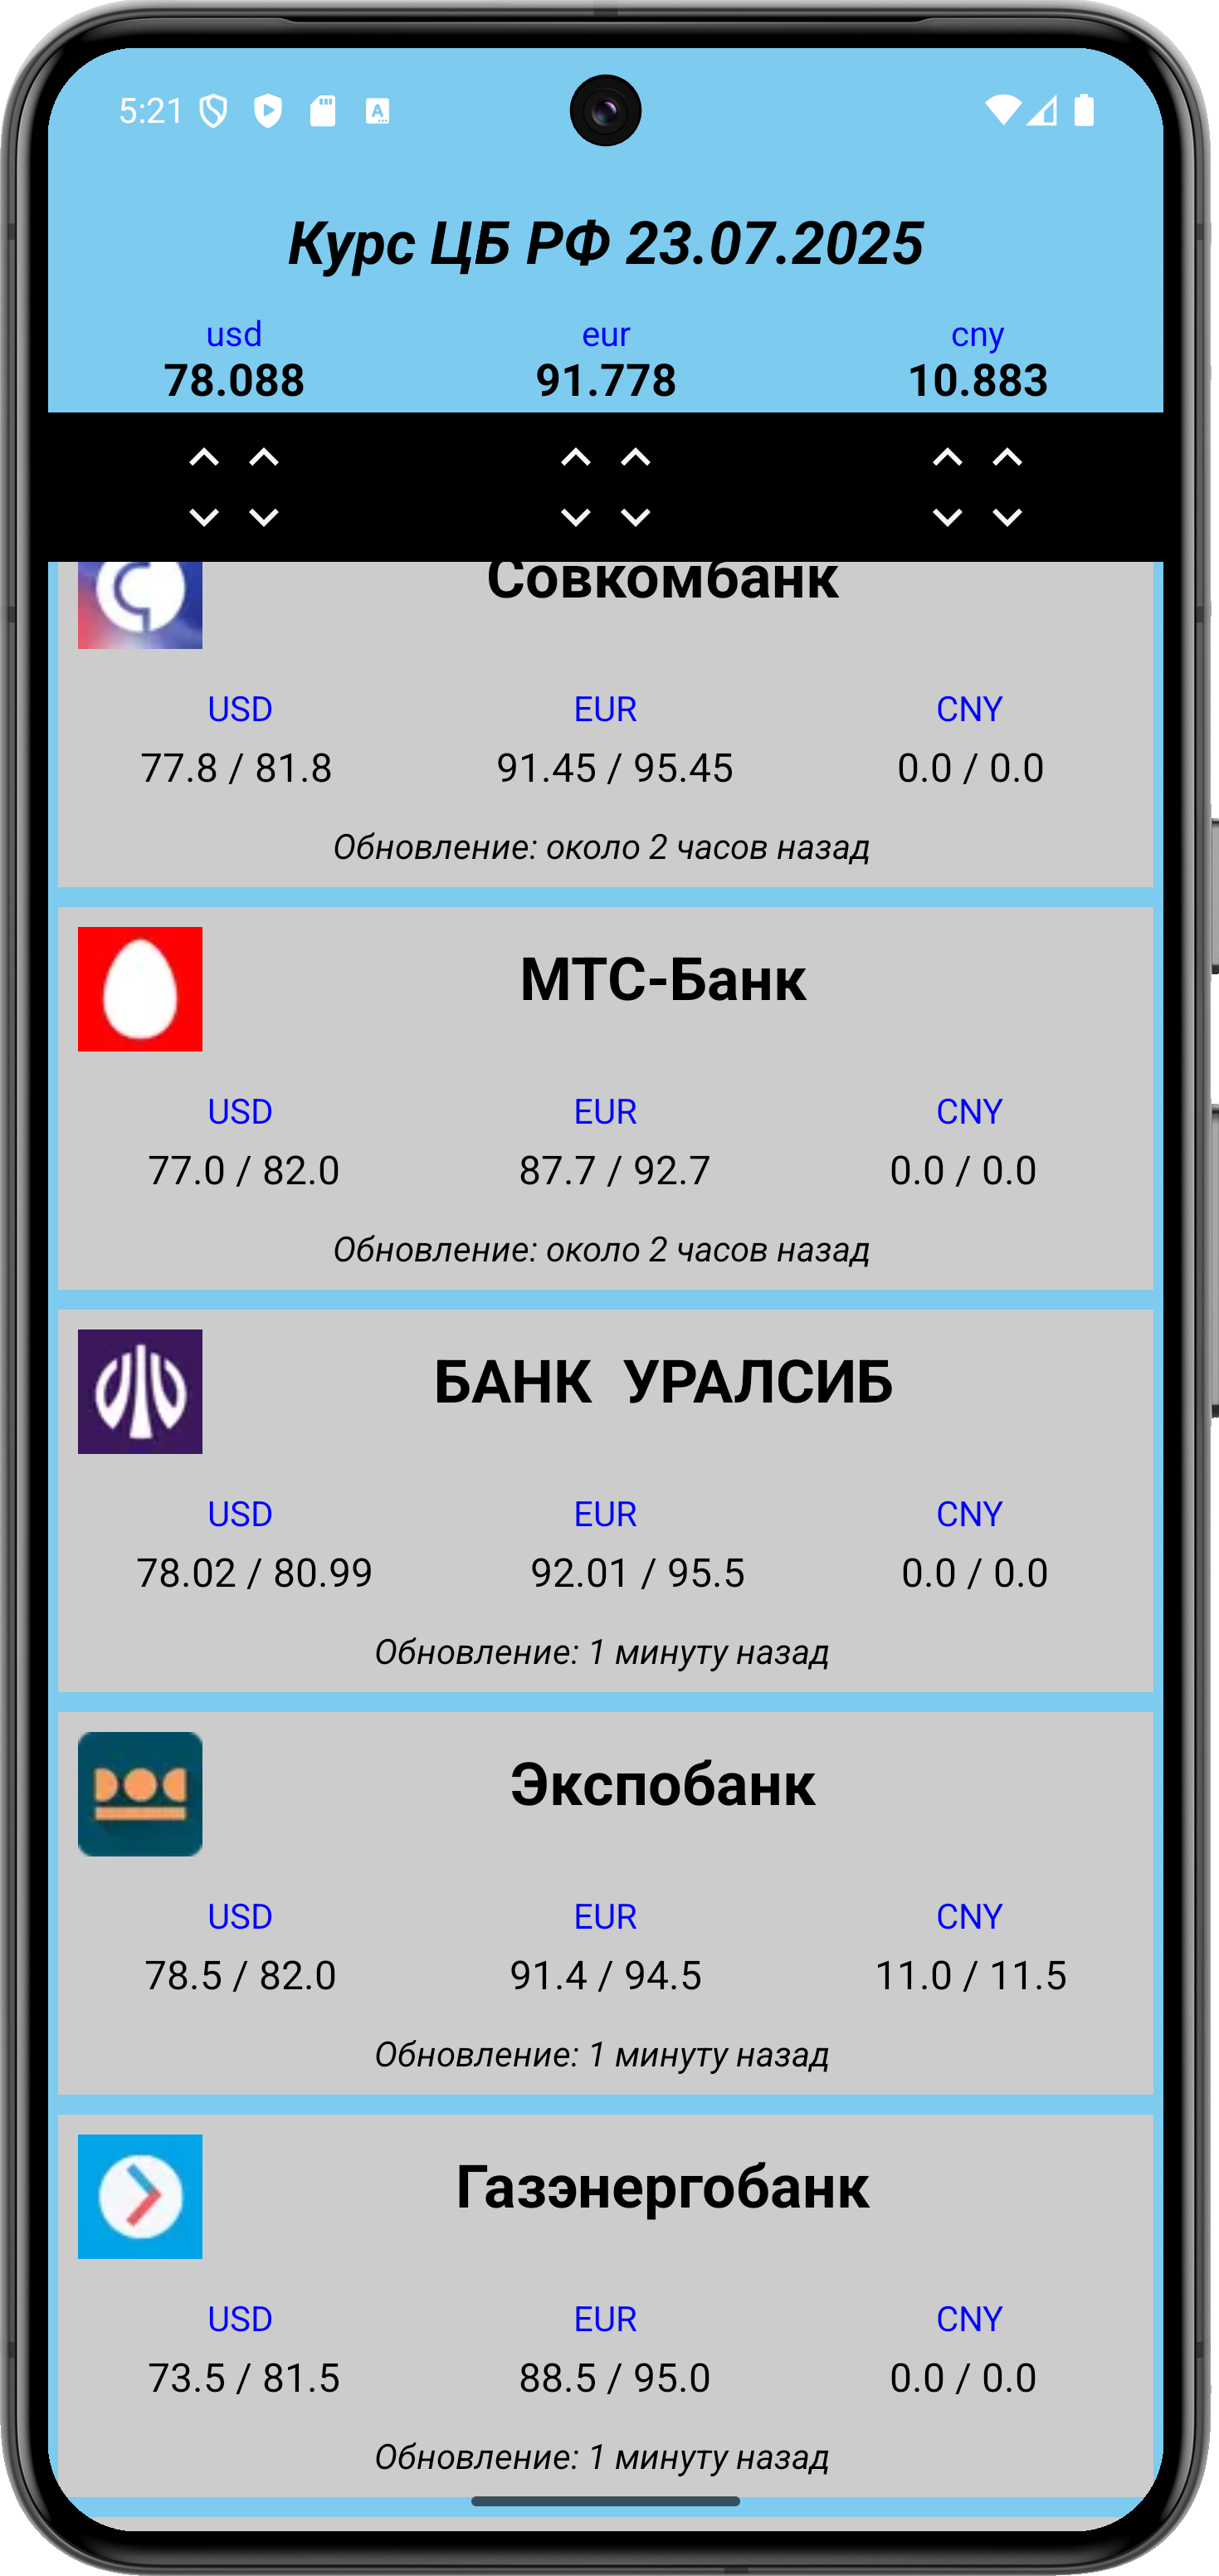 5:21
Курс ЦБ РФ 23.07.2025
usd eur cny
78.088 91.778 10.883
Совкомбанк
USD EUR CNY
77.8 / 81.8 91.45 / 95.45 0.0 / 0.0
Обновление: около 2 часов назад
МТС-Банк
USD EUR CNY
77.0 / 82.0 87.7 / 92.7 0.0 / 0.0
Обновление: около 2 часов назад
БАНК УРАЛСИБ
USD EUR CNY
78.02 / 80.99 92.01 / 95.5 0.0 / 0.0
Обновление: 1 минуту назад
Экспобанк
USD EUR CNY
78.5 / 82.0 91.4 / 94.5 11.0 / 11.5
Обновление: 1 минуту назад
Газэнергобанк
USD EUR CNY
73.5 / 81.5 88.5 / 95.0 0.0 / 0.0
Обновление: 1 минуту назад